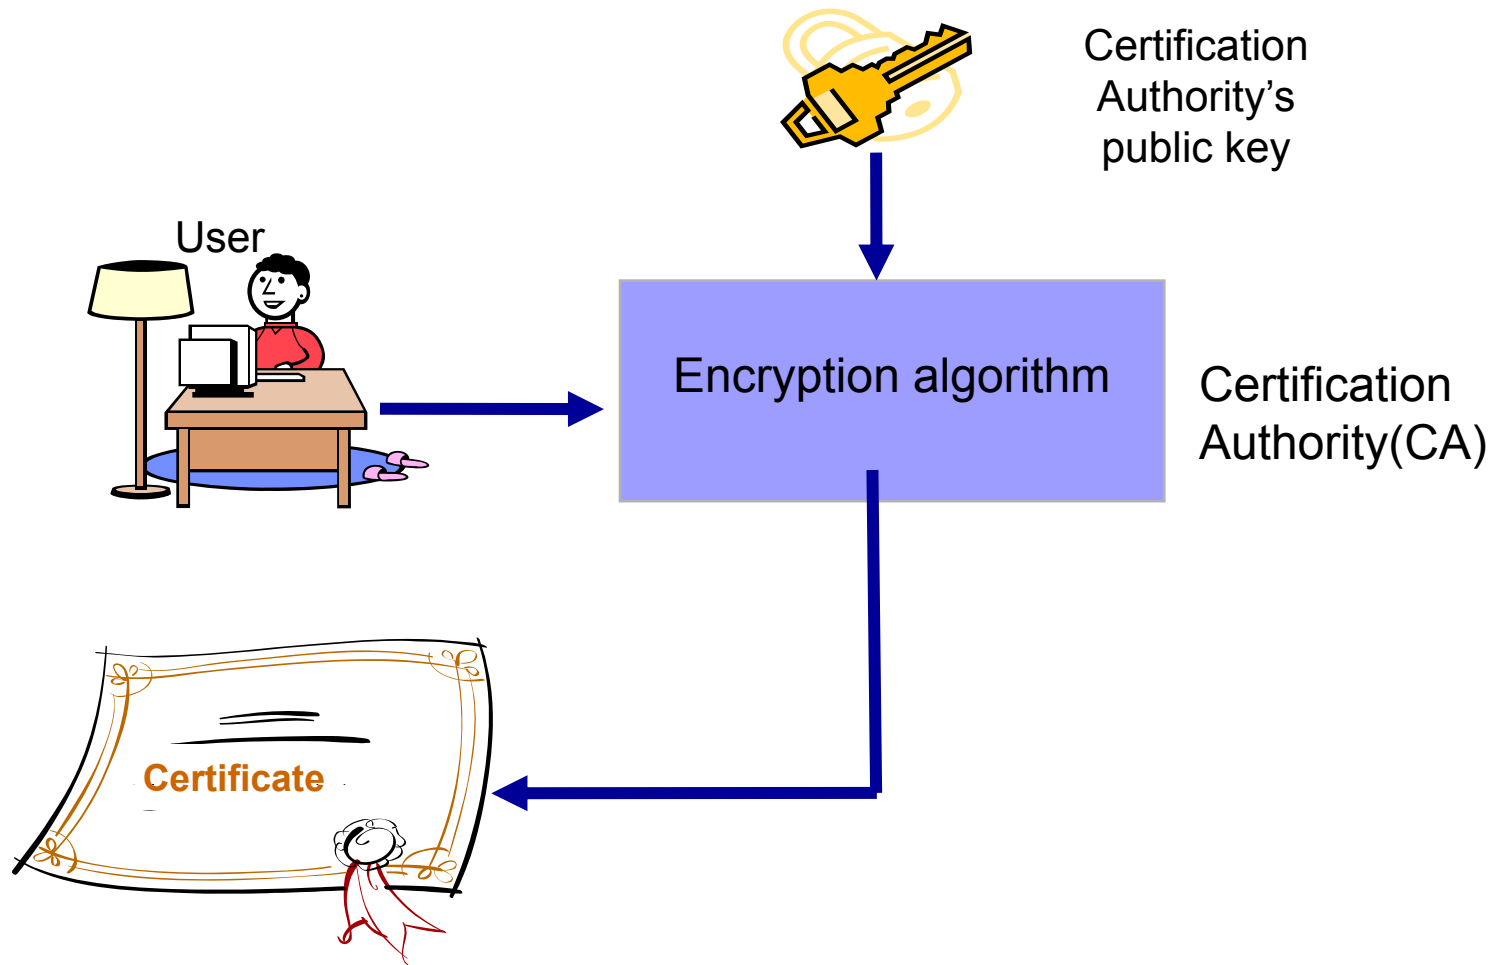 Certification
Authority’s
public key
User
Encryption algorithm
Certification
Authority(CA)
Certificate